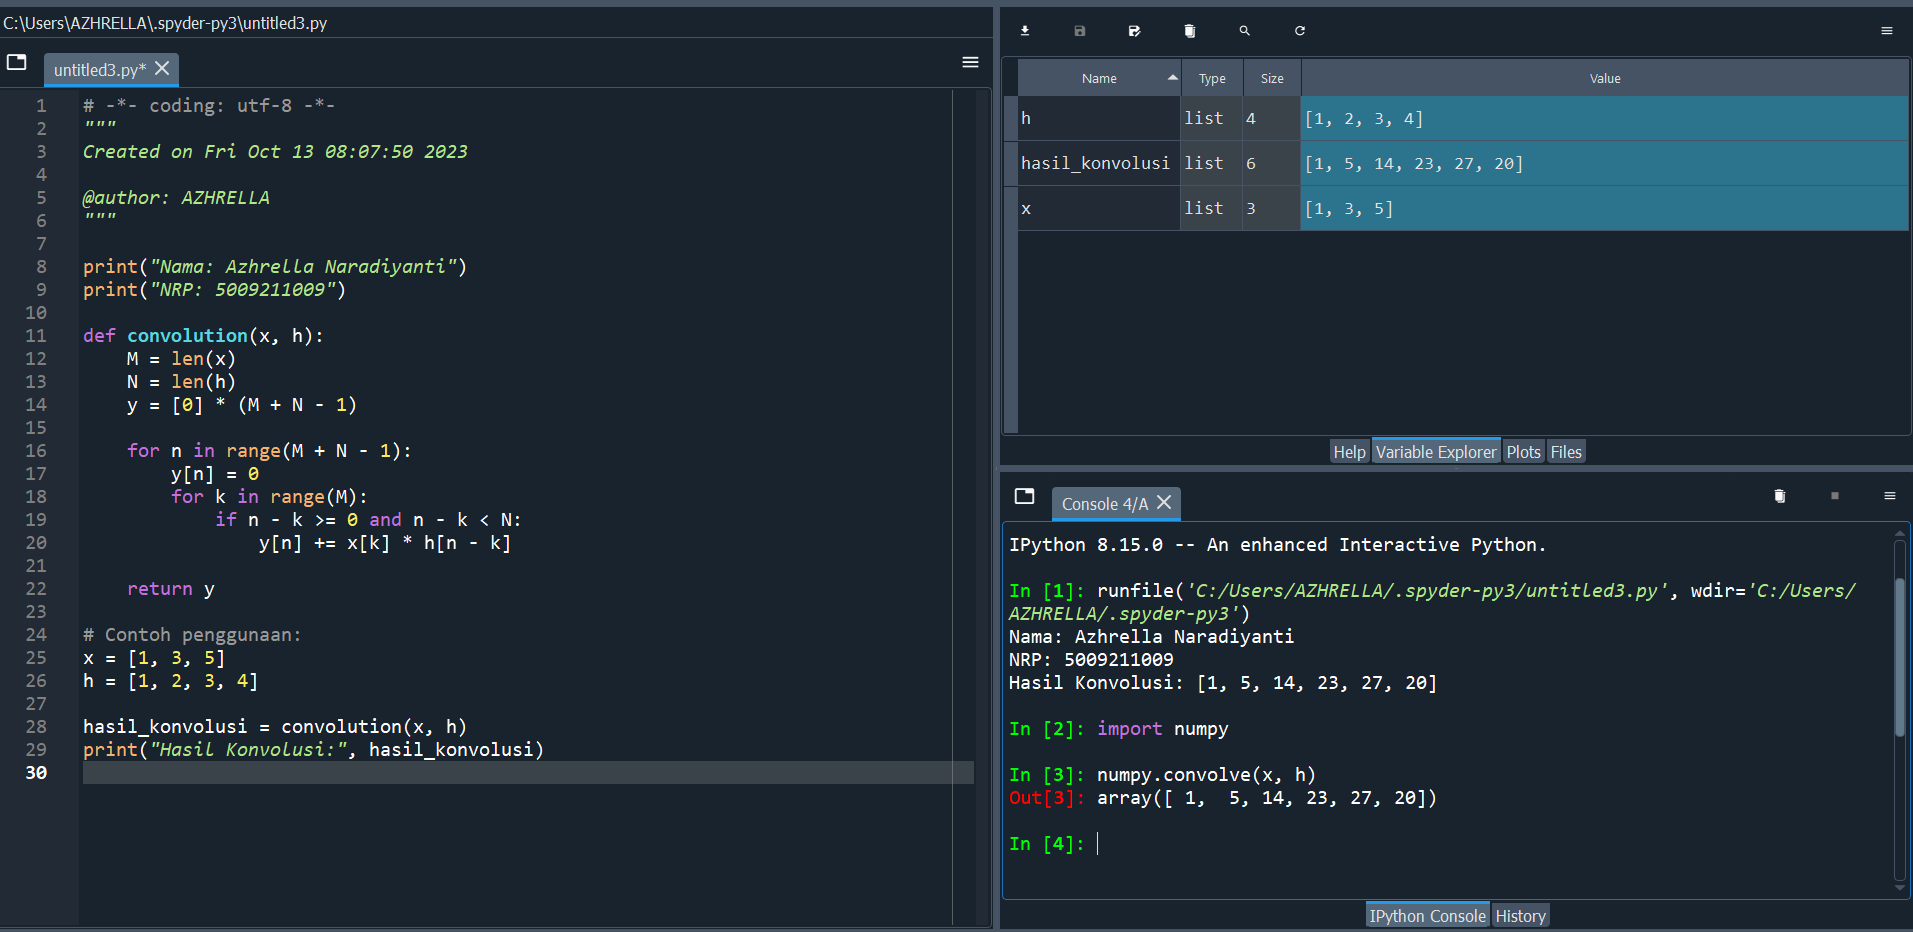 C:\Users\AZHRELLA\.spyder-py3\untitled3.py
untitled3.py*
1 # -*- coding: utf-8 -*-
2 """
3 Created on Fri Oct 13 08:07:50 2023
4
5 @author: AZHRELLA
6 """
7
8 print("Nama: Azhrella Naradiyanti")
9 print("NRP: 5009211009")
10
11 def convolution(x, h):
12     M = len(x)
13     N = len(h)
14     y = [0] * (M + N - 1)
15
16     for n in range(M + N - 1):
17         y[n] = 0
18         for k in range(M):
19             if n - k >= 0 and n - k < N:
20                 y[n] += x[k] * h[n - k]
21
22     return y
23
24 # Contoh penggunaan:
25 x = [1, 3, 5]
26 h = [1, 2, 3, 4]
27
28 hasil_konvolusi = convolution(x, h)
29 print("Hasil Konvolusi:", hasil_konvolusi)
30
Name Type Size Value
h list 4 [1, 2, 3, 4]
hasil_konvolusi list 6 [1, 5, 14, 23, 27, 20]
x list 3 [1, 3, 5]
Help Variable Explorer Plots Files
Console 4/A
IPython 8.15.0 -- An enhanced Interactive Python.
In [1]: runfile('C:/Users/AZHRELLA/.spyder-py3/untitled3.py', wdir='C:/Users/
AZHRELLA/.spyder-py3')
Nama: Azhrella Naradiyanti
NRP: 5009211009
Hasil Konvolusi: [1, 5, 14, 23, 27, 20]
In [2]: import numpy
In [3]: numpy.convolve(x, h)
Out[3]: array([ 1,  5, 14, 23, 27, 20])
In [4]:
IPython Console History